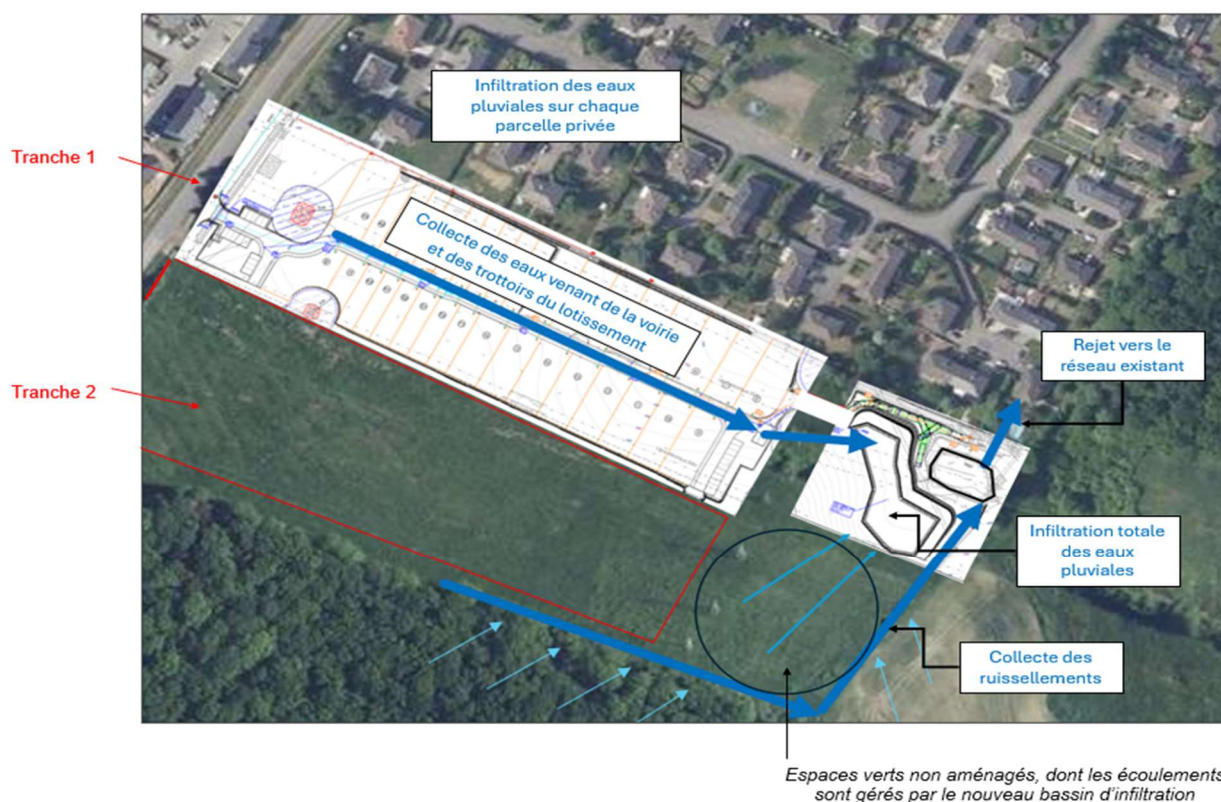 Infiltration des eaux
pluviales sur chaque
parcelle privée
Tranche 1
Collecte des eaux venant de la voirie
et des trottoirs du lotissement
Rejet vers le
réseau existant
Tranche 2
Infiltration totale
des eaux
pluviales
Collecte des
ruissellements
Espaces verts non aménagés, dont les écoulements
sont gérés par le nouveau bassin d'infiltration